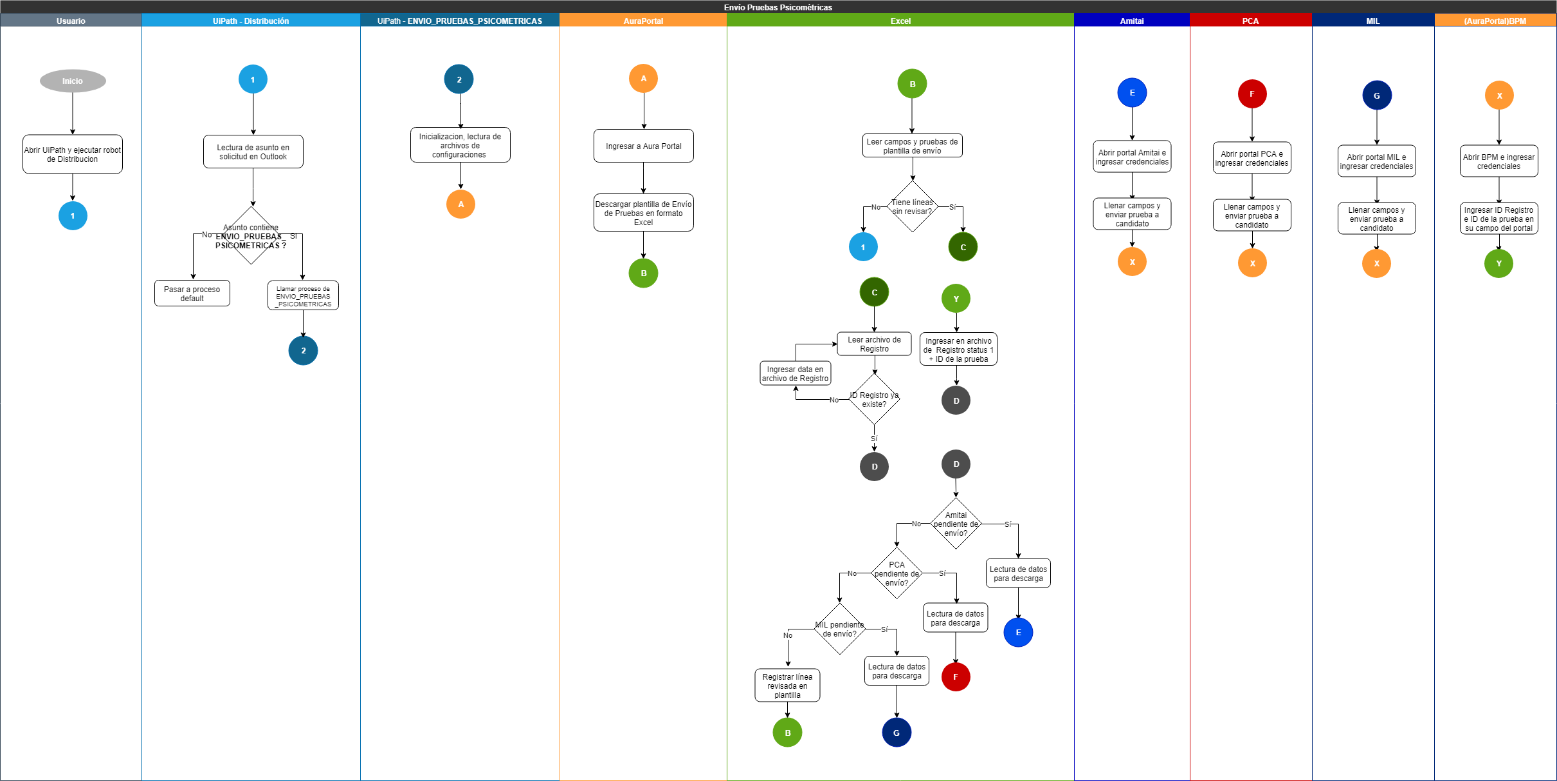 Envío Pruebas Psicométricas
Usuario
UiPath - Distribución
UiPath - ENVIO_PRUEBAS_PSICOMETRICAS
AuraPortal
Excel
Amitai
PCA
MIL
(AuraPortal)BPM
Inicio
Abrir UiPath y ejecutar robot
de Distribucion
1
1
Lectura de asunto en
solicitud en Outlook
Asunto contiene
ENVIO_PRUEBAS_
PSICOMETRICAS ?
No
Sí
Pasar a proceso
default
Llamar proceso de
ENVIO_PRUEBAS
_PSICOMETRICAS
2
2
Inicializacion, lectura de
archivos de
configuraciones
A
A
Ingresar a Aura Portal
Descargar plantilla de Envío
de Pruebas en formato
Excel
B
B
Leer campos y pruebas de
plantilla de envío
Tiene líneas
sin revisar?
No
Sí
1
C
C
Leer archivo de
Registro
Ingresar data en
archivo de Registro
ID Registro ya
existe?
No
Sí
D
Y
Ingresar en archivo
de Registro status 1
+ ID de la prueba
D
D
Amitai
pendiente de
envío?
No
Sí
Lectura de datos
para descarga
E
PCA
pendiente de
envío?
No
Sí
Lectura de datos
para descarga
F
MIL pendiente
de envío?
No
Sí
Lectura de datos
para descarga
G
Registrar línea
revisada en
plantilla
B
E
Abrir portal Amitai e
ingresar credenciales
Llenar campos y
enviar prueba a
candidato
X
F
Abrir portal PCA e
ingresar credenciales
Llenar campos y
enviar prueba a
candidato
X
G
Abrir portal MIL e
ingresar credenciales
Llenar campos y
enviar prueba a
candidato
X
X
Abrir BPM e ingresar
credenciales
Ingresar ID Registro
e ID de la prueba en
su campo del portal
Y